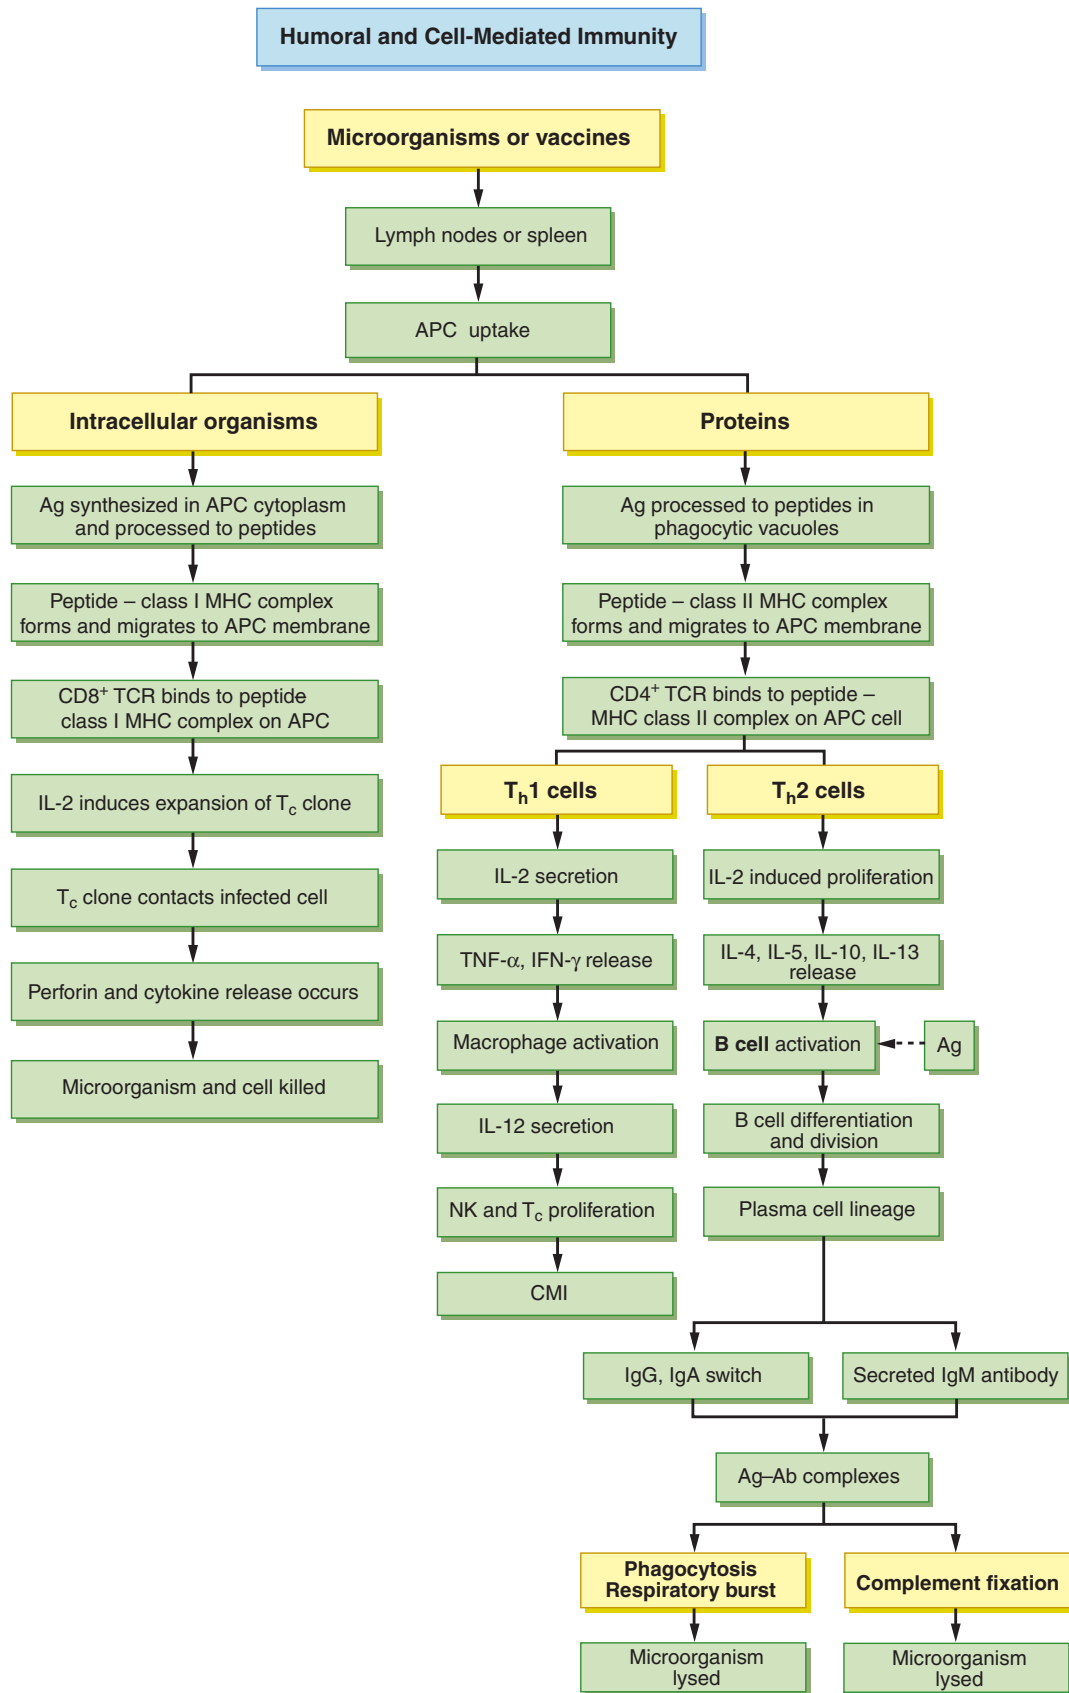 Humoral and Cell-Mediated Immunity
Microorganisms or vaccines
Lymph nodes or spleen
APC uptake
Intracellular organisms
Ag synthesized in APC cytoplasm
and processed to peptides
Peptide – class I MHC complex
forms and migrates to APC membrane
CD8⁺ TCR binds to peptide
class I MHC complex on APC
IL-2 induces expansion of Tc clone
Tc clone contacts infected cell
Perforin and cytokine release occurs
Microorganism and cell killed
Proteins
Ag processed to peptides in
phagocytic vacuoles
Peptide – class II MHC complex
forms and migrates to APC membrane
CD4⁺ TCR binds to peptide –
MHC class II complex on APC cell
Th1 cells
IL-2 secretion
TNF-α, IFN-γ release
Macrophage activation
IL-12 secretion
NK and Tc proliferation
CMI
Th2 cells
IL-2 induced proliferation
IL-4, IL-5, IL-10, IL-13
release
B cell activation
Ag
B cell differentiation
and division
Plasma cell lineage
IgG, IgA switch
Secreted IgM antibody
Ag–Ab complexes
Phagocytosis
Respiratory burst
Microorganism
lysed
Complement fixation
Microorganism
lysed